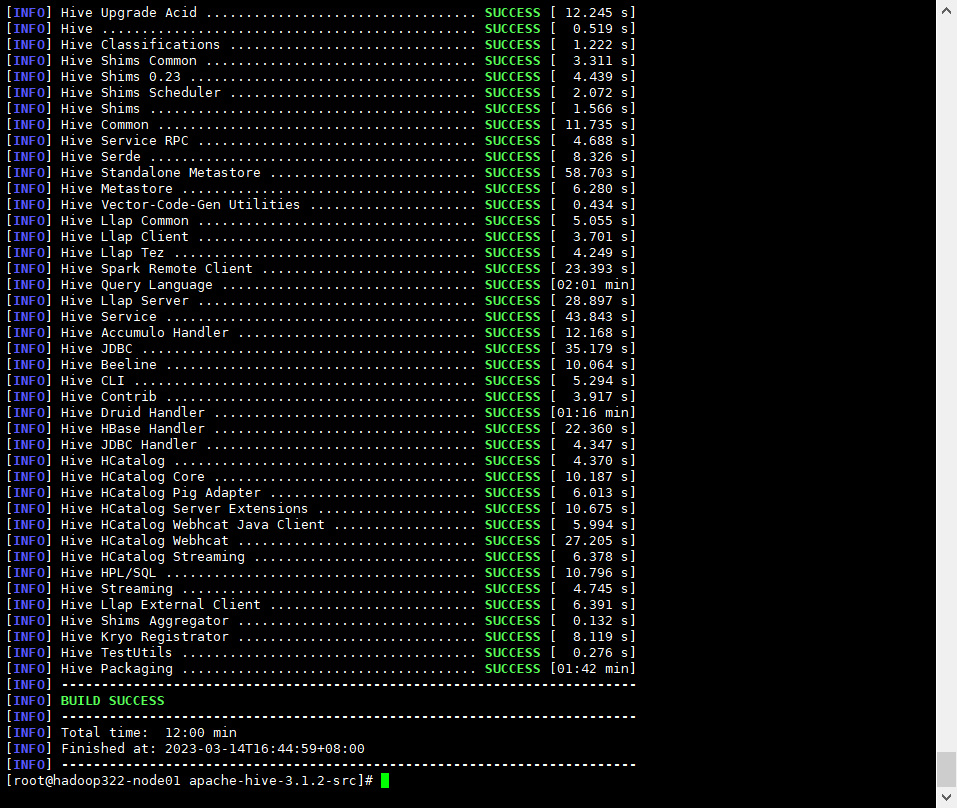 [INFO] Hive Upgrade Acid .................................. SUCCESS [ 12.245 s]
[INFO] Hive ............................................... SUCCESS [  0.519 s]
[INFO] Hive Classifications ............................... SUCCESS [  1.222 s]
[INFO] Hive Shims Common .................................. SUCCESS [  3.311 s]
[INFO] Hive Shims 0.23 .................................... SUCCESS [  4.439 s]
[INFO] Hive Shims Scheduler ............................... SUCCESS [  2.072 s]
[INFO] Hive Shims ......................................... SUCCESS [  1.566 s]
[INFO] Hive Common ........................................ SUCCESS [ 11.735 s]
[INFO] Hive Service RPC ................................... SUCCESS [  4.688 s]
[INFO] Hive Serde ......................................... SUCCESS [  8.326 s]
[INFO] Hive Standalone Metastore .......................... SUCCESS [ 58.703 s]
[INFO] Hive Metastore ..................................... SUCCESS [  6.280 s]
[INFO] Hive Vector-Code-Gen Utilities ..................... SUCCESS [  0.434 s]
[INFO] Hive Llap Common ................................... SUCCESS [  5.055 s]
[INFO] Hive Llap Client ................................... SUCCESS [  3.701 s]
[INFO] Hive Llap Tez ...................................... SUCCESS [  4.249 s]
[INFO] Hive Spark Remote Client ........................... SUCCESS [ 23.393 s]
[INFO] Hive Query Language ................................ SUCCESS [02:01 min]
[INFO] Hive Llap Server ................................... SUCCESS [ 28.897 s]
[INFO] Hive Service ....................................... SUCCESS [ 43.843 s]
[INFO] Hive Accumulo Handler .............................. SUCCESS [ 12.168 s]
[INFO] Hive JDBC .......................................... SUCCESS [ 35.179 s]
[INFO] Hive Beeline ....................................... SUCCESS [ 10.064 s]
[INFO] Hive CLI ........................................... SUCCESS [  5.294 s]
[INFO] Hive Contrib ....................................... SUCCESS [  3.917 s]
[INFO] Hive Druid Handler ................................. SUCCESS [01:16 min]
[INFO] Hive HBase Handler ................................. SUCCESS [ 22.360 s]
[INFO] Hive JDBC Handler .................................. SUCCESS [  4.347 s]
[INFO] Hive HCatalog ...................................... SUCCESS [  4.370 s]
[INFO] Hive HCatalog Core ................................. SUCCESS [ 10.187 s]
[INFO] Hive HCatalog Pig Adapter .......................... SUCCESS [  6.013 s]
[INFO] Hive HCatalog Server Extensions .................... SUCCESS [ 10.675 s]
[INFO] Hive HCatalog Webhcat Java Client .................. SUCCESS [  5.994 s]
[INFO] Hive HCatalog Webhcat .............................. SUCCESS [ 27.205 s]
[INFO] Hive HCatalog Streaming ............................ SUCCESS [  6.378 s]
[INFO] Hive HPL/SQL ....................................... SUCCESS [ 10.796 s]
[INFO] Hive Streaming ..................................... SUCCESS [  4.745 s]
[INFO] Hive Llap External Client .......................... SUCCESS [  6.391 s]
[INFO] Hive Shims Aggregator .............................. SUCCESS [  0.132 s]
[INFO] Hive Kryo Registrator .............................. SUCCESS [  8.119 s]
[INFO] Hive TestUtils ..................................... SUCCESS [  0.276 s]
[INFO] Hive Packaging ..................................... SUCCESS [01:42 min]
[INFO] ------------------------------------------------------------------------
[INFO] BUILD SUCCESS
[INFO] ------------------------------------------------------------------------
[INFO] Total time:  12:00 min
[INFO] Finished at: 2023-03-14T16:44:59+08:00
[INFO] ------------------------------------------------------------------------
[root@hadoop322-node01 apache-hive-3.1.2-src]#